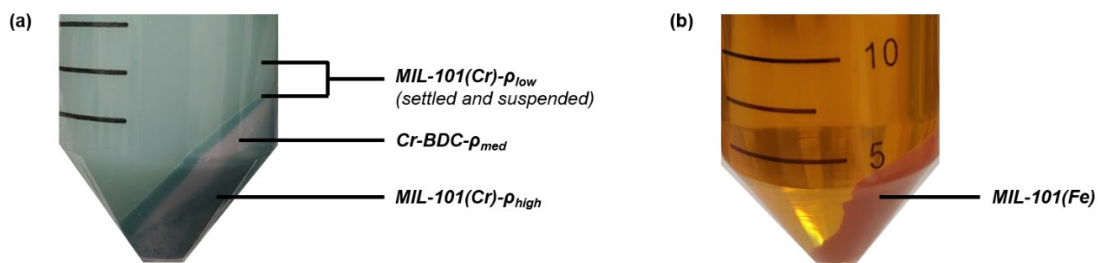 (a)
MIL-101(Cr)-ρlow
(settled and suspended)
Cr-BDC-ρmed
MIL-101(Cr)-ρhigh
(b)
10
5
MIL-101(Fe)